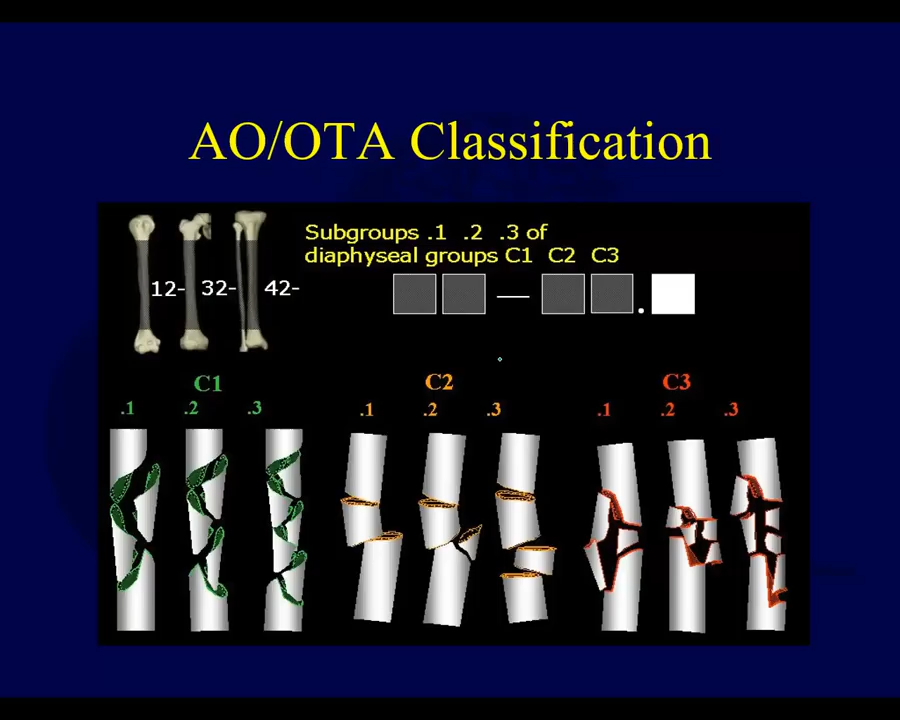 AO/OTA Classification
Subgroups .1 .2 .3 of
diaphyseal groups C1 C2 C3
12- 32- 42-
— .
C1 C2 C3
.1 .2 .3 .1 .2 .3 .1 .2 .3